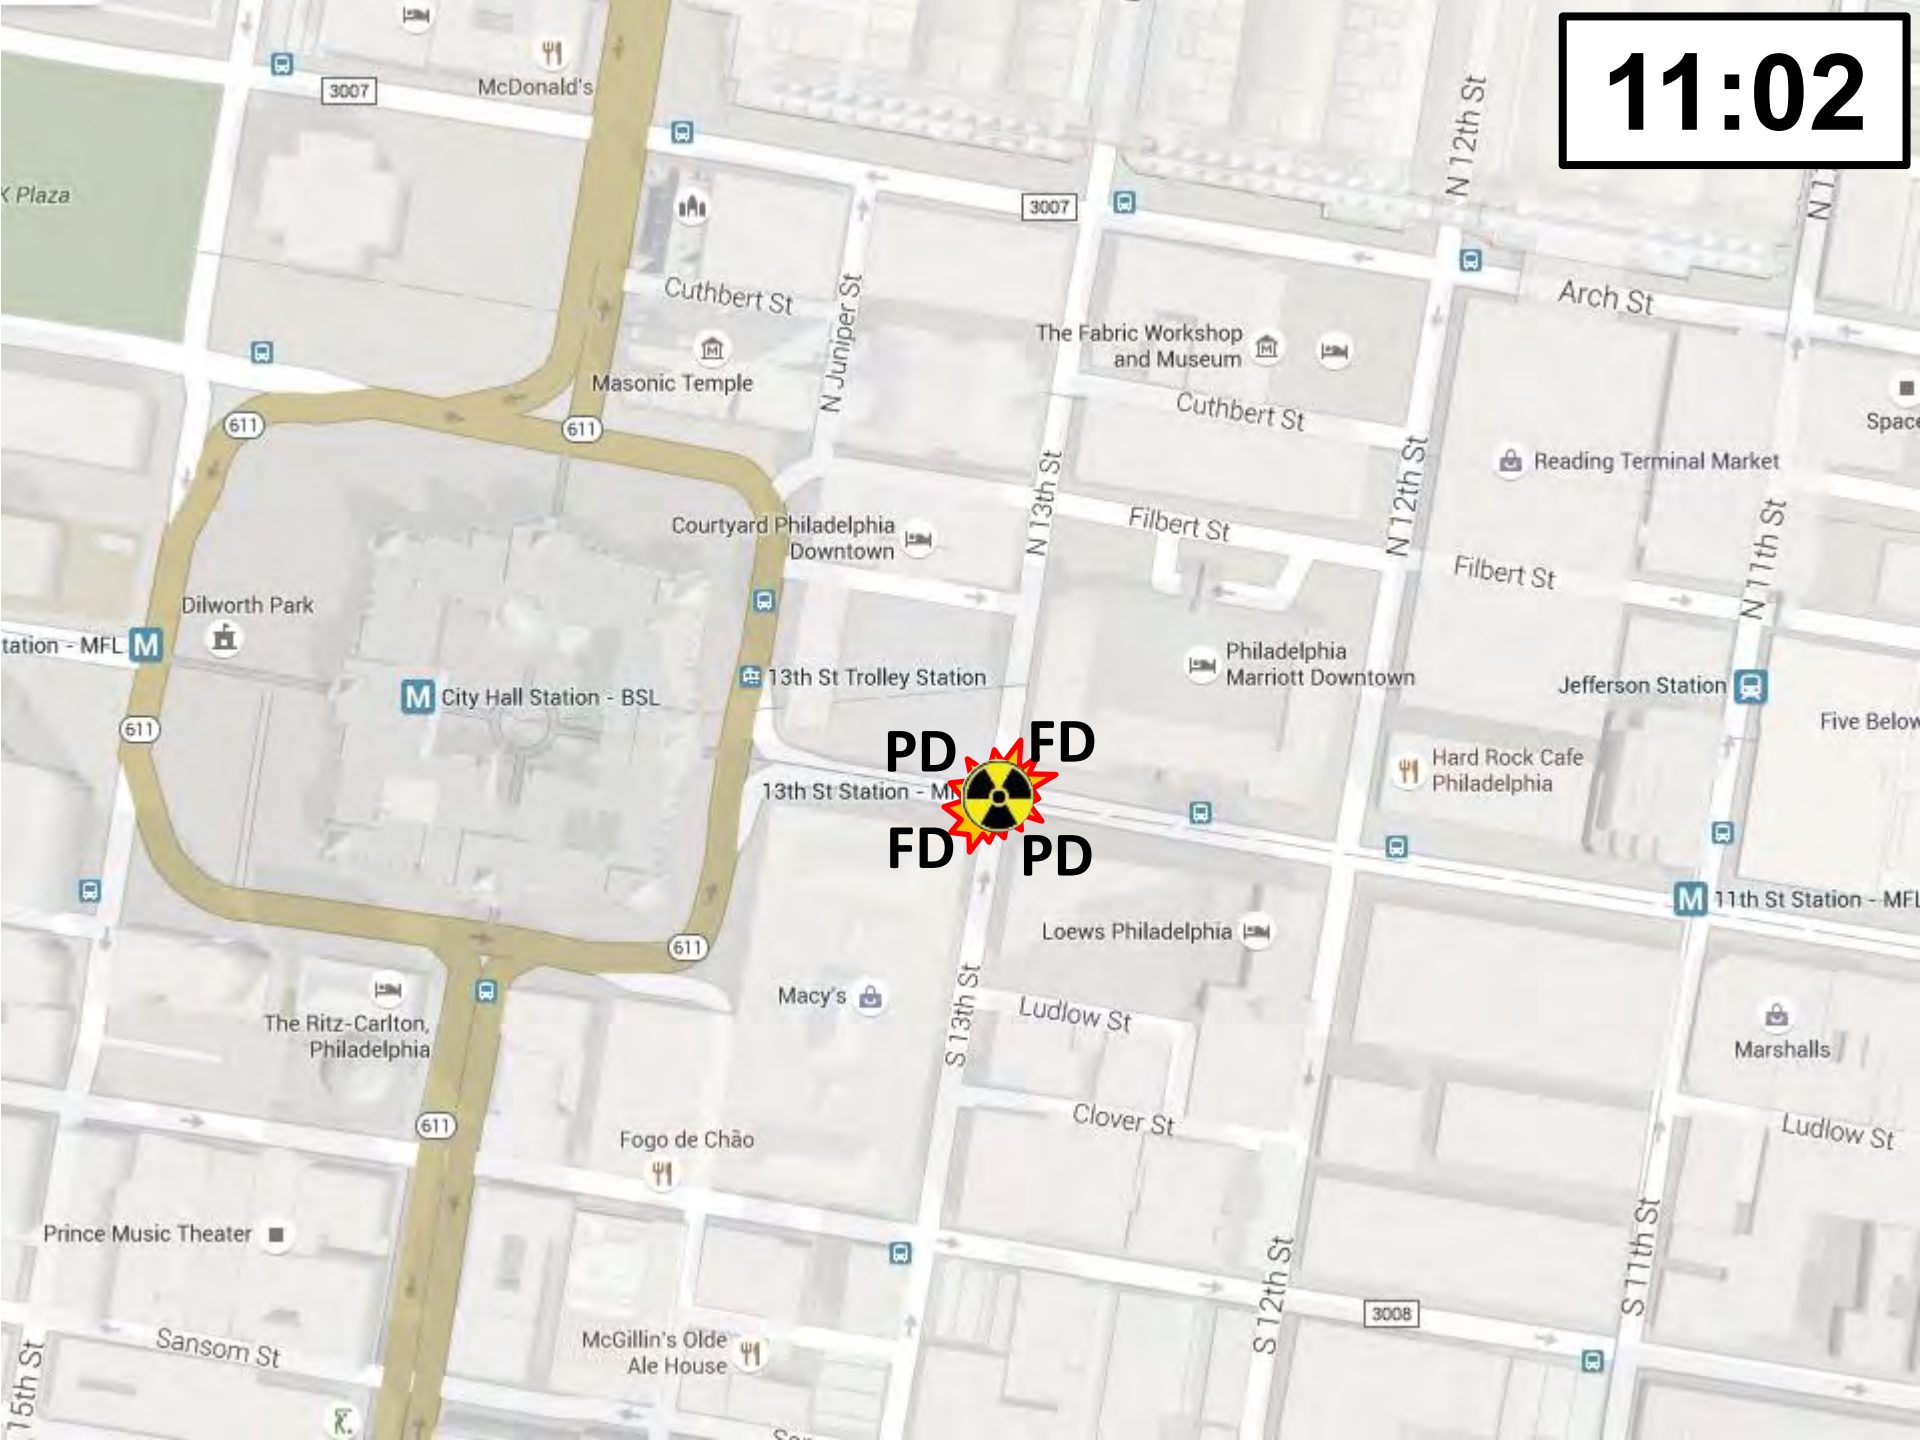 11:02
McDonald's
3007
N 12th St
K Plaza
3007
Cuthbert St
Arch St
N Juniper St
The Fabric Workshop
and Museum
Masonic Temple
Cuthbert St
611
611
Space
Reading Terminal Market
N 13th St
N 12th St
Courtyard Philadelphia
Downtown
Filbert St
Filbert St
N 11th St
Dilworth Park
tation - MFL
M
Philadelphia
Marriott Downtown
13th St Trolley Station
Jefferson Station
M
City Hall Station - BSL
611
Five Below
PD
FD
Hard Rock Cafe
Philadelphia
13th St Station -
FD
PD
M
11th St Station - MFL
Loews Philadelphia
611
Macy's
The Ritz-Carlton,
Philadelphia
S 13th St
Ludlow St
Marshalls
611
Clover St
Ludlow St
Fogo de Chão
Prince Music Theater
S 12th St
S 11th St
3008
Sansom St
McGillin's Olde
Ale House
15th St